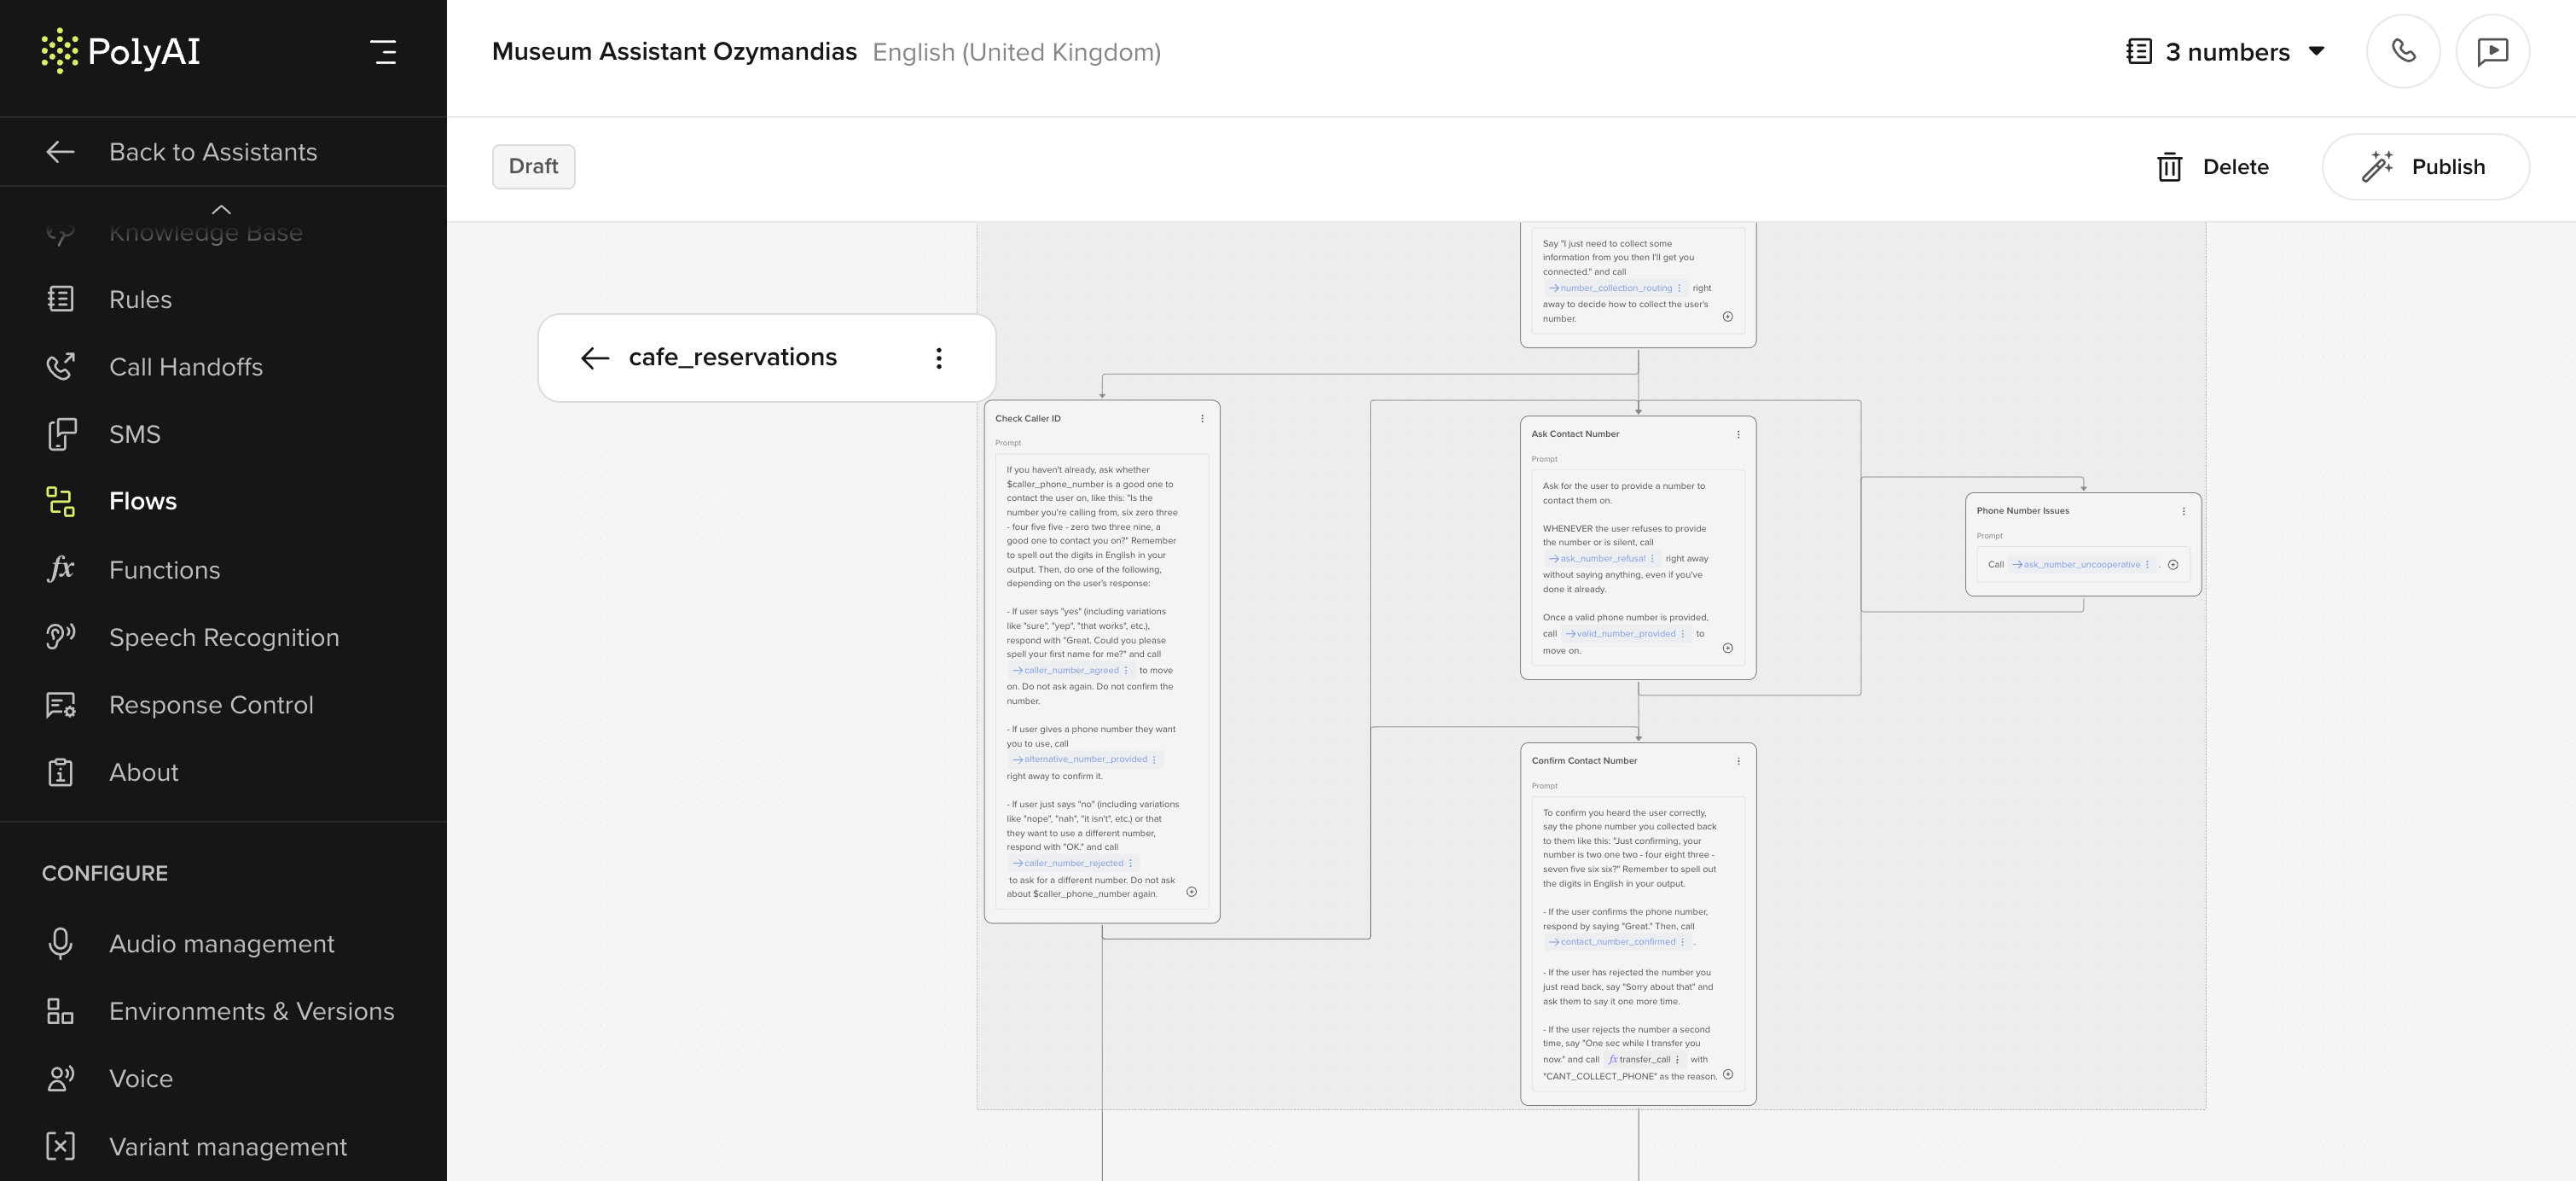 PolyAI
Back to Assistants
Knowledge Base
Rules
Call Handoffs
SMS
Flows
Functions
Speech Recognition
Response Control
About
CONFIGURE
Audio management
Environments & Versions
Voice
Variant management
Museum Assistant Ozymandias English (United Kingdom)
3 numbers
Draft
Delete
Publish
cafe_reservations
Say "I just need to collect some
information from you then I'll get you
connected." and call
number_collection_routing right
away to decide how to collect the user's
number.
Check Caller ID
Prompt
If you haven't already, ask whether
$caller_phone_number is a good one to
contact the user on, like this: "Is the
number you're calling from, six zero three
- four five five - zero two three nine, a
good one to contact you on?" Remember
to spell out the digits in English in your
output. Then, do one of the following,
depending on the user's response:
- If user says "yes" (including variations
like "sure", "yep", "that works", etc.),
respond with "Great. Could you please
spell your first name for me?" and call
caller_number_agreed to move
on. Do not ask again. Do not confirm the
number.
- If user gives a phone number they want
you to use, call
alternative_number_provided
right away to confirm it.
- If user just says "no" (including variations
like "nope", "nah", "it isn't", etc.) or that
they want to use a different number,
respond with "OK." and call
caller_number_rejected
to ask for a different number. Do not ask
about $caller_phone_number again.
Ask Contact Number
Prompt
Ask for the user to provide a number to
contact them on.
WHENEVER the user refuses to provide
the number or is silent, call
ask_number_refusal right away
without saying anything, even if you've
done it already.
Once a valid phone number is provided,
call valid_number_provided to
move on.
Phone Number Issues
Prompt
Call ask_number_uncooperative .
Confirm Contact Number
Prompt
To confirm you heard the user correctly,
say the phone number you collected back
to them like this: "Just confirming, your
number is two one two - four eight three -
seven five six six?" Remember to spell out
the digits in English in your output.
- If the user confirms the phone number,
respond by saying "Great." Then, call
contact_number_confirmed .
- If the user has rejected the number you
just read back, say "Sorry about that" and
ask them to say it one more time.
- If the user rejects the number a second
time, say "One sec while I transfer you
now." and call fx transfer_call with
"CANT_COLLECT_PHONE" as the reason.